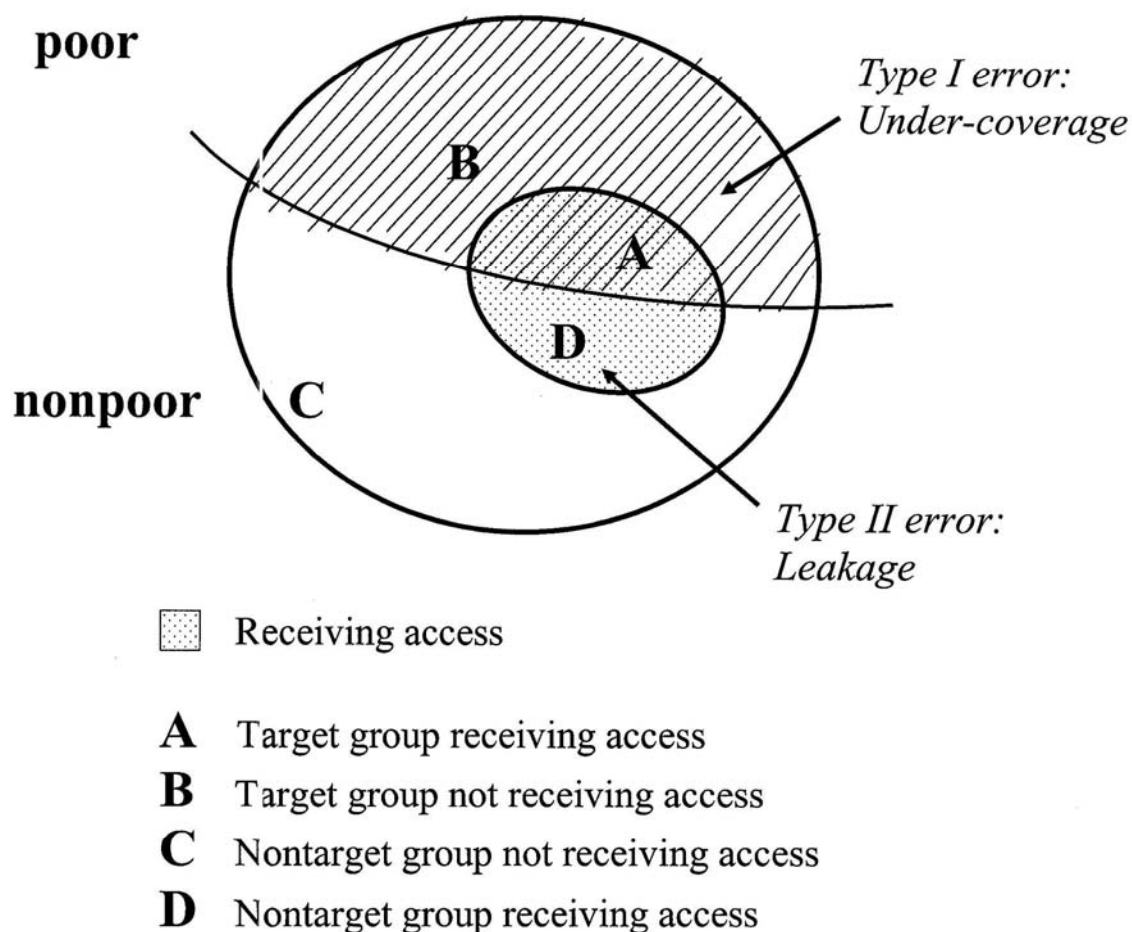 poor
Type I error:
Under-coverage
B
A
D
nonpoor
C
Type II error:
Leakage
Receiving access
A Target group receiving access
B Target group not receiving access
C Nontarget group not receiving access
D Nontarget group receiving access